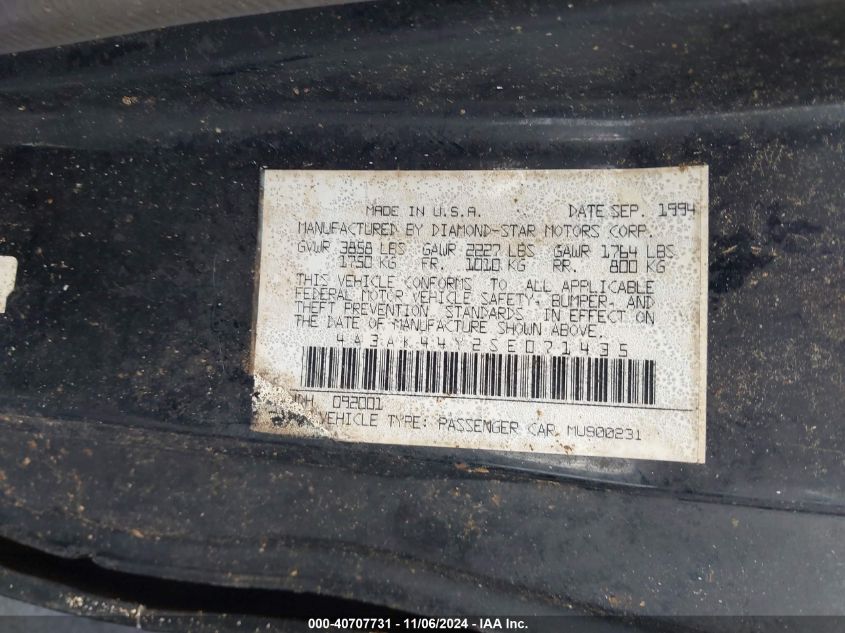 MADE IN U.S.A. DATE SEP. 1994
MANUFACTURED BY DIAMOND-STAR MOTORS CORP.
GVWR 3858 LBS GAWR 2227 LBS GAWR 1764 LBS
1750 KG FR. 1010 KG RR. 800 KG
THIS VEHICLE CONFORMS TO ALL APPLICABLE
FEDERAL MOTOR VEHICLE SAFETY, BUMPER, AND
THEFT PREVENTION STANDARDS IN EFFECT ON
THE DATE OF MANUFACTURE SHOWN ABOVE.
4A3AK44Y2SE071435
092001
VEHICLE TYPE: PASSENGER CAR MU900231
000-40707731 - 11/06/2024 - IAA Inc.